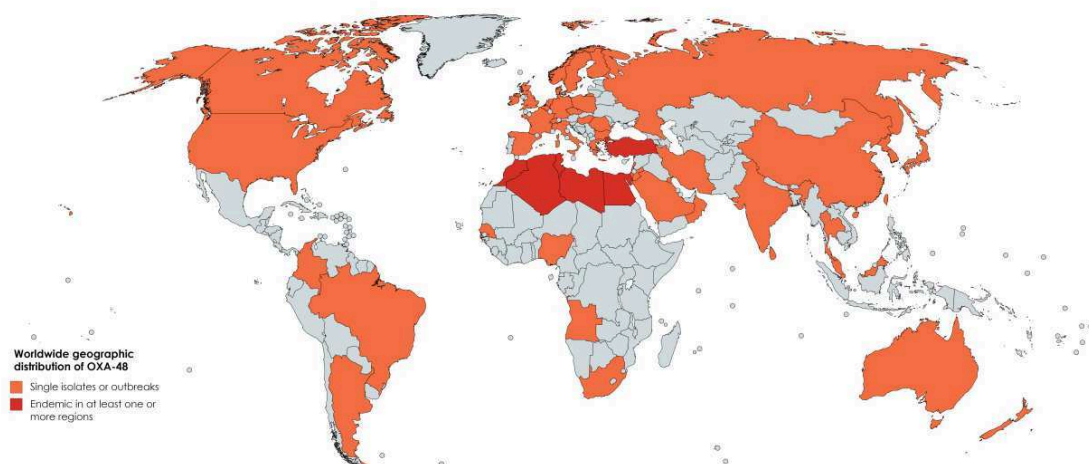 Worldwide geographic
distribution of OXA-48
Single isolates or outbreaks
Endemic in at least one or
more regions